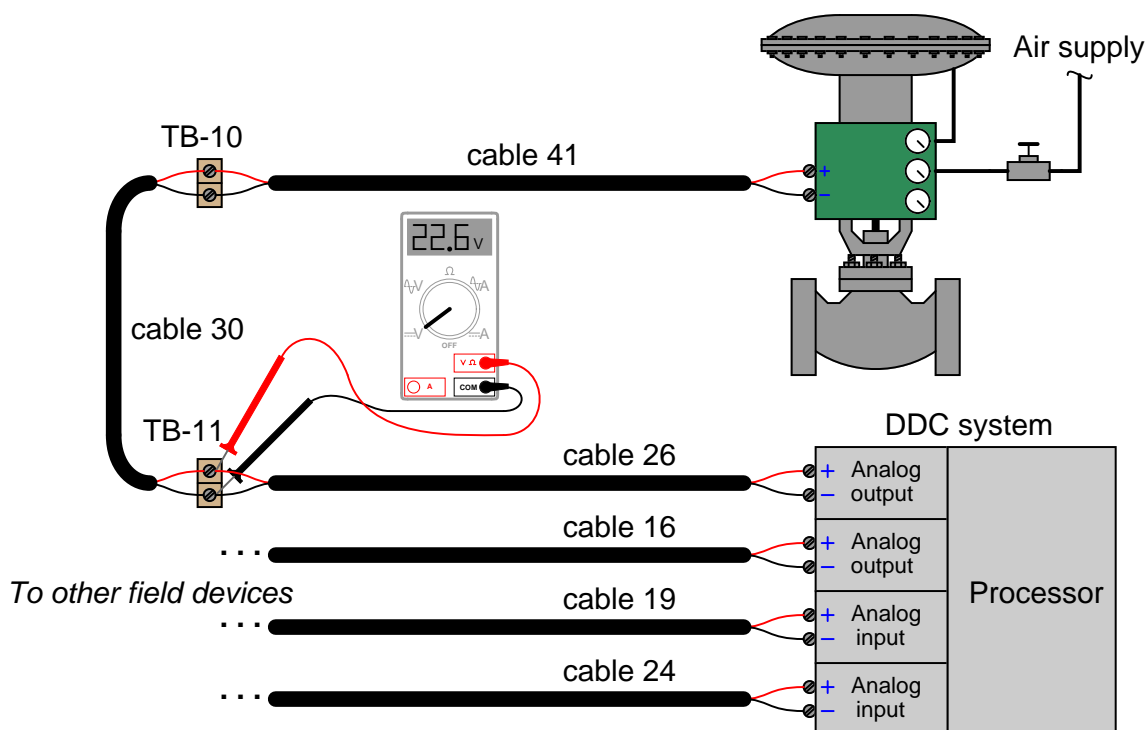 Air supply
TB-10
cable 41
+
−
22.6 V
Ω
V
A
V
A
OFF
V Ω
A
COM
cable 30
TB-11
DDC system
cable 26
+ Analog
− output
cable 16
+ Analog
− output
To other field devices
Processor
cable 19
+ Analog
− input
cable 24
+ Analog
− input